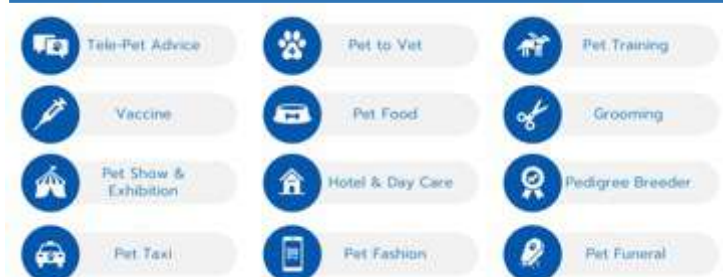 Tele-Pet Advice
Pet to Vet
Pet Training
Vaccine
Pet Food
Grooming
Pet Show &
Exhibition
Hotel & Day Care
Pedigree Breeder
Pet Taxi
Pet Fashion
Pet Funeral